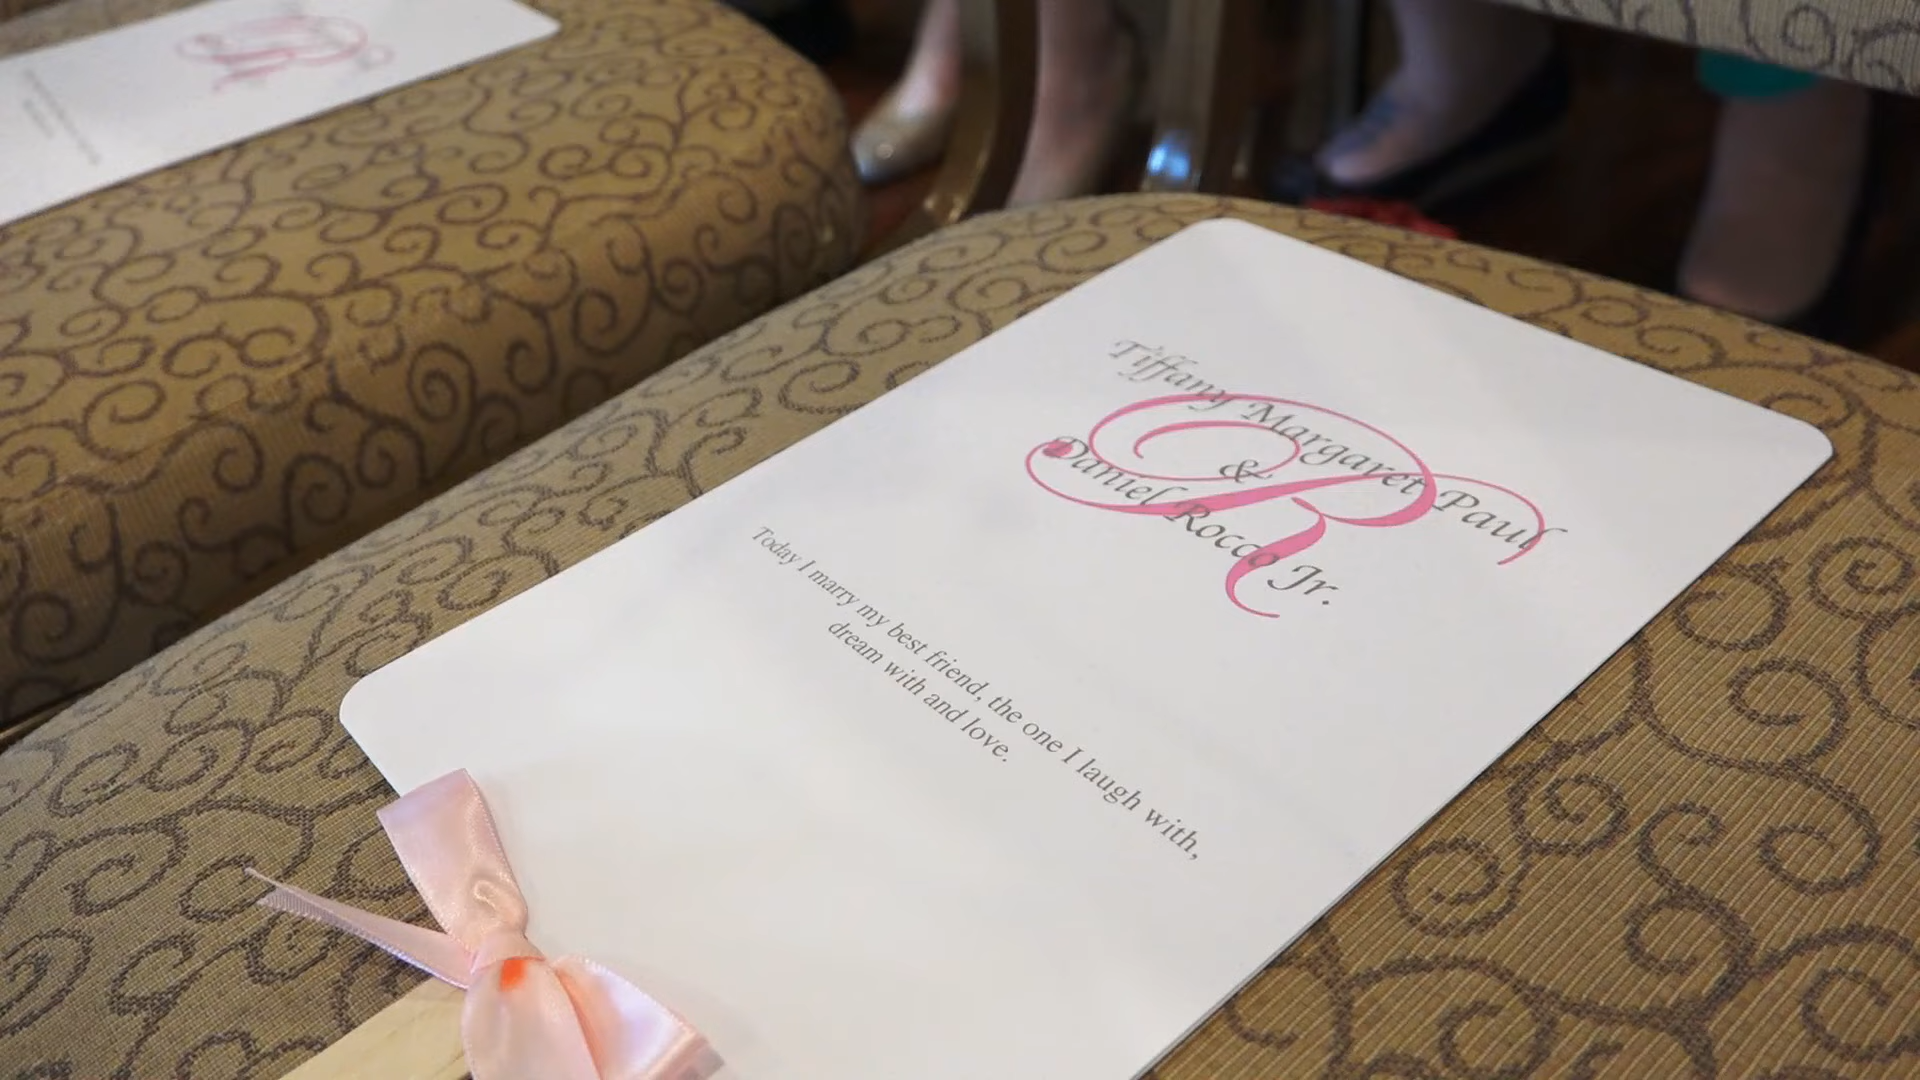 Tiffany Margaret Paul
&
Daniel Rocco Jr.
R
Today I marry my best friend, the one I laugh with,
dream with and love.
R